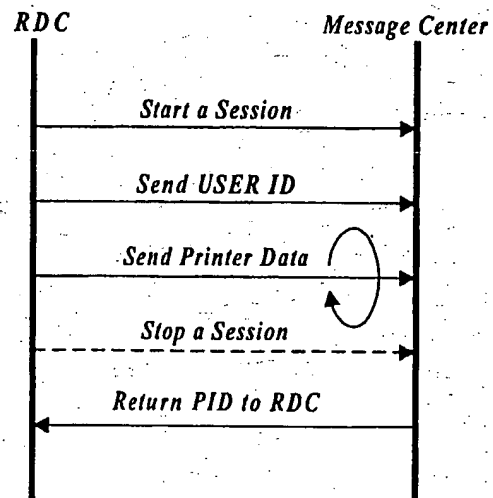 RDC
Message Center
Start a Session
Send USER ID
Send Printer Data
Stop a Session
Return PID to RDC